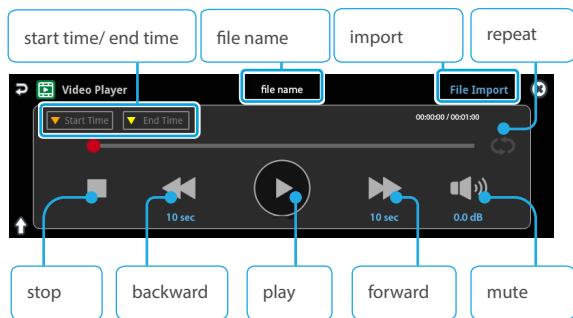 start time/ end time
file name
import
repeat
Video Player
file name
File Import
Start Time
End Time
00:00:00 / 00:01:00
10 sec
10 sec
0.0 dB
stop
backward
play
forward
mute